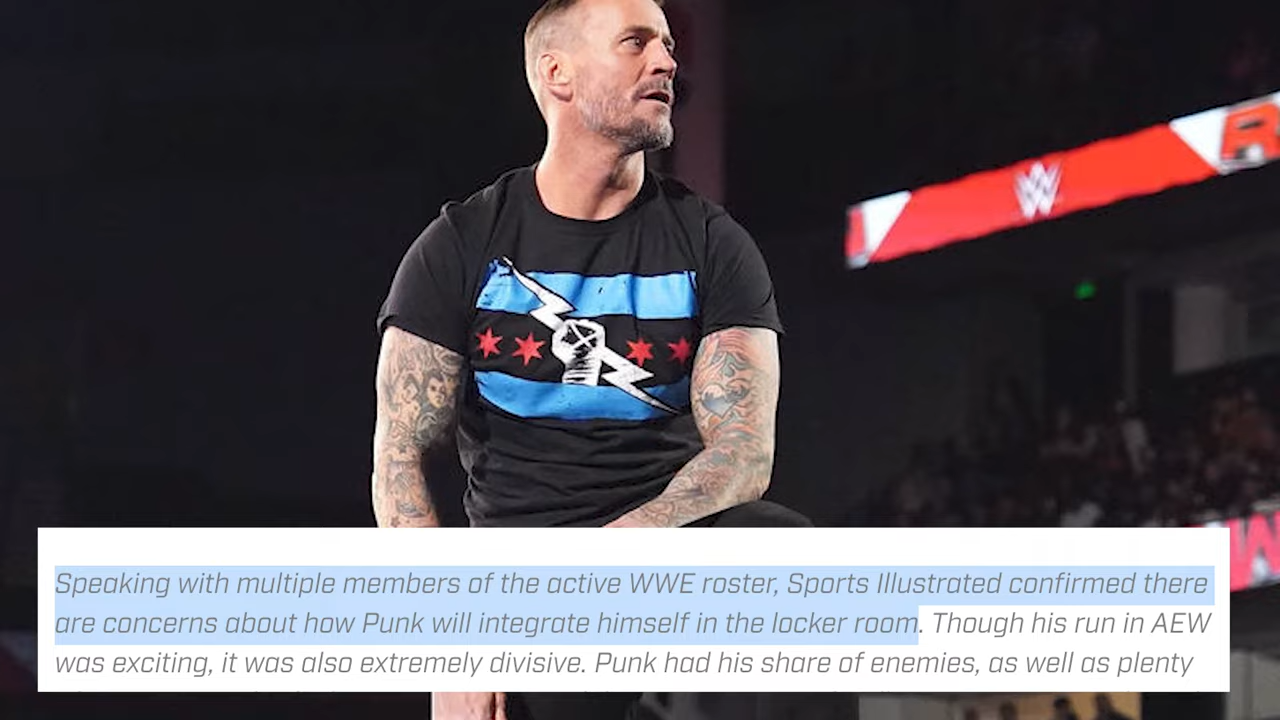 W
R
Speaking with multiple members of the active WWE roster, Sports Illustrated confirmed there
are concerns about how Punk will integrate himself in the locker room. Though his run in AEW
was exciting, it was also extremely divisive. Punk had his share of enemies, as well as plenty